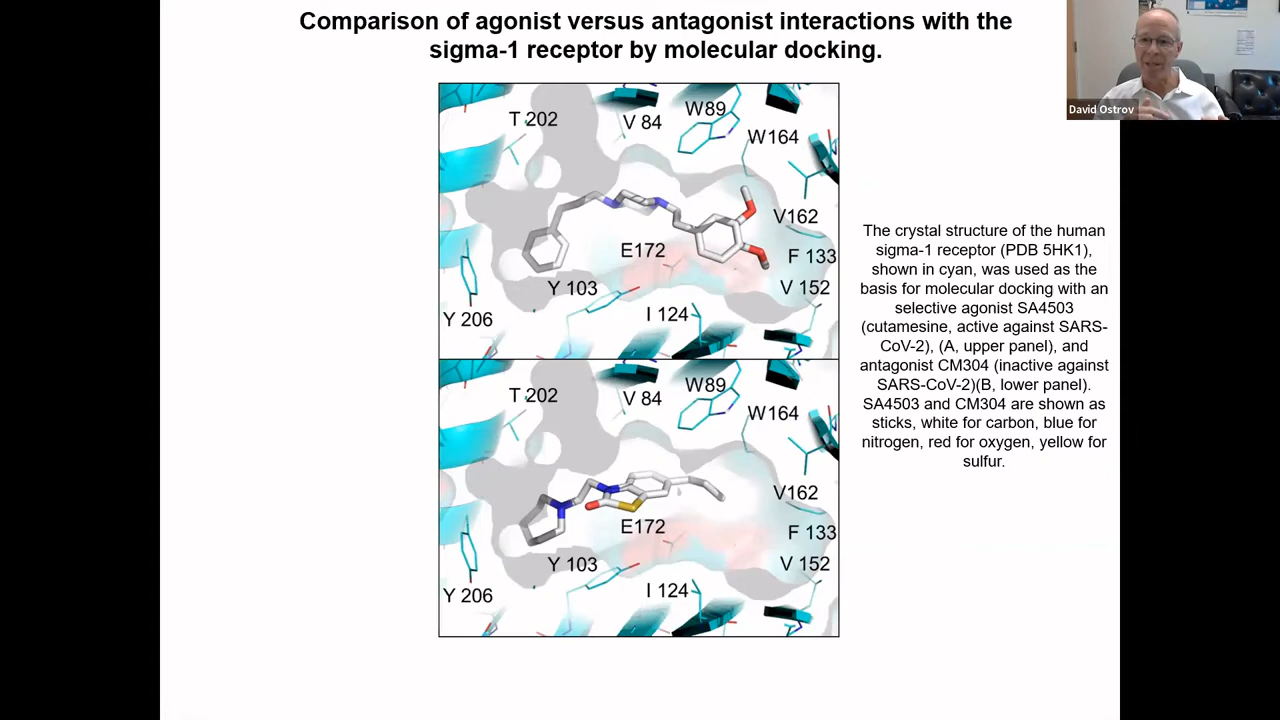 Comparison of agonist versus antagonist interactions with the
sigma-1 receptor by molecular docking.
David Ostrov
T 202
V 84
W89
W164
V162
E172
F 133
Y 103
V 152
I 124
Y 206
T 202
V 84
W89
W164
V162
E172
F 133
Y 103
V 152
I 124
Y 206
The crystal structure of the human
sigma-1 receptor (PDB 5HK1),
shown in cyan, was used as the
basis for molecular docking with an
selective agonist SA4503
(cutamesine, active against SARS-
CoV-2), (A, upper panel), and
antagonist CM304 (inactive against
SARS-CoV-2)(B, lower panel).
SA4503 and CM304 are shown as
sticks, white for carbon, blue for
nitrogen, red for oxygen, yellow for
sulfur.